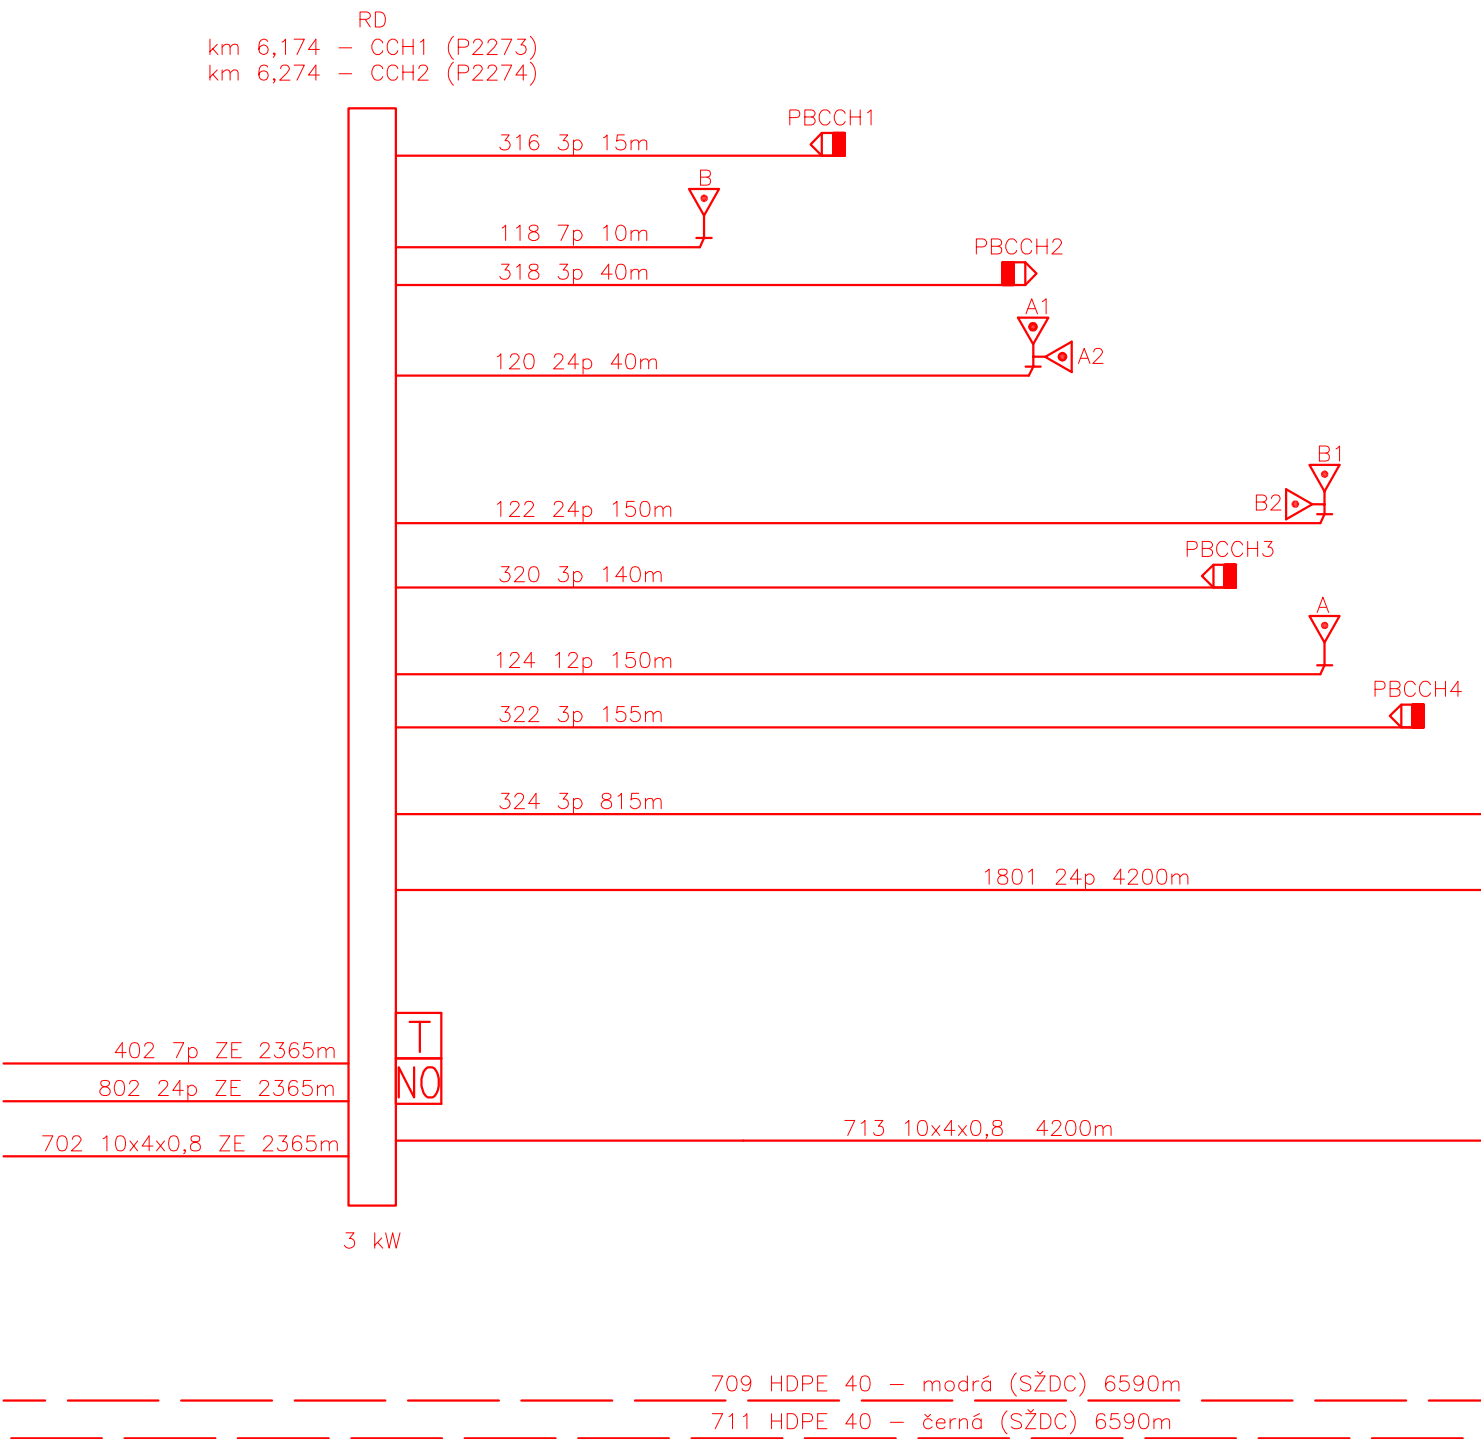 RD
km 6,174 – CCH1 (P2273)
km 6,274 – CCH2 (P2274)
PBCCH1
316 3p 15m
B
118 7p 10m
PBCCH2
318 3p 40m
A1
A2
120 24p 40m
B1
B2
122 24p 150m
PBCCH3
320 3p 140m
A
124 12p 150m
PBCCH4
322 3p 155m
324 3p 815m
1801 24p 4200m
T
402 7p ZE 2365m
NO
802 24p ZE 2365m
713 10x4x0,8 4200m
702 10x4x0,8 ZE 2365m
3 kW
709 HDPE 40 – modrá (SŽDC) 6590m
711 HDPE 40 – černá (SŽDC) 6590m